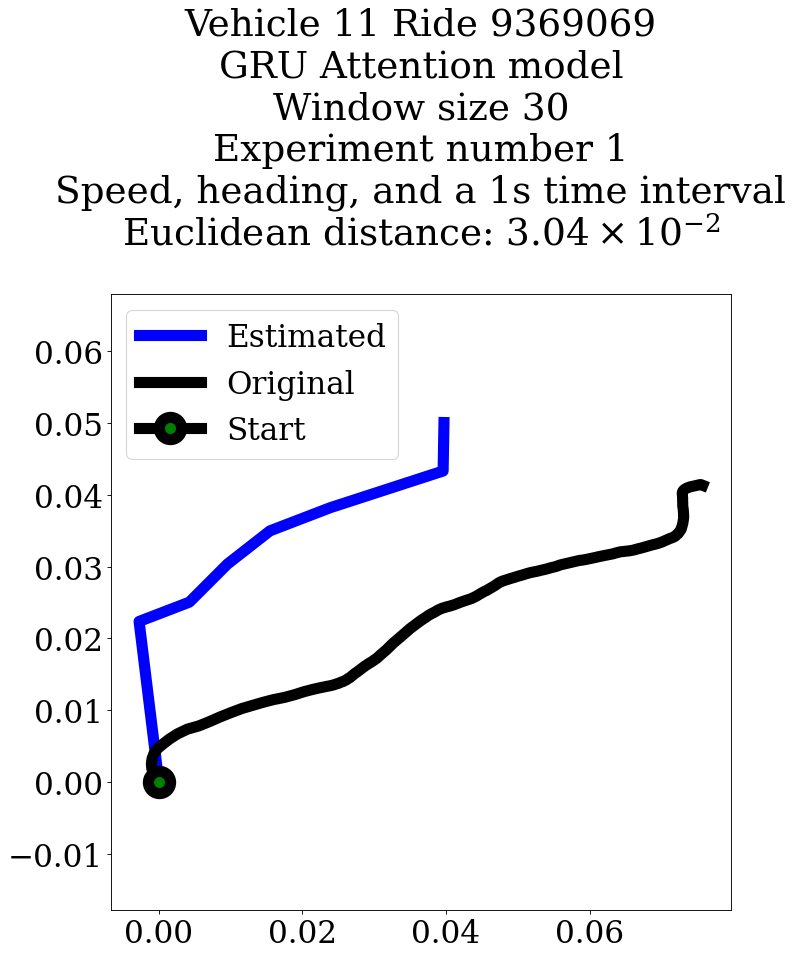 Vehicle 11 Ride 9369069
GRU Attention model
Window size 30
Experiment number 1
Speed, heading, and a 1s time interval
Euclidean distance: 3.04 × 10⁻²
Estimated
Original
Start
0.06
0.05
0.04
0.03
0.02
0.01
0.00
−0.01
0.00 0.02 0.04 0.06